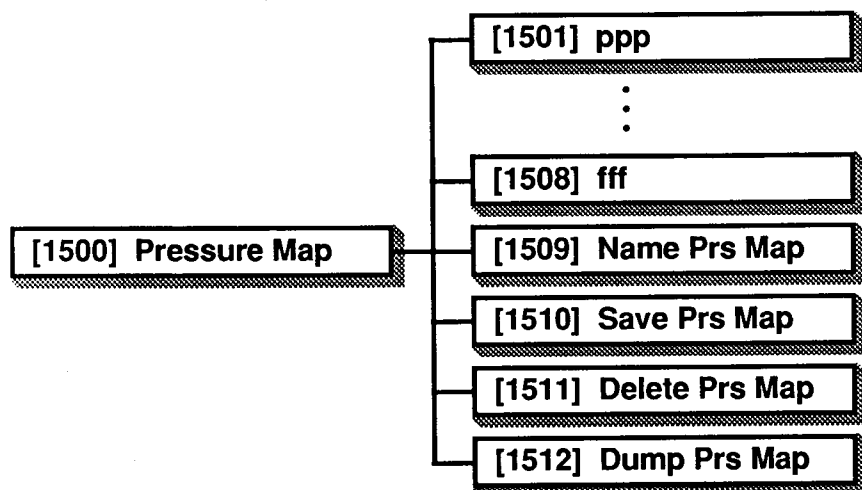 [1501] ppp
[1508] fff
[1500] Pressure Map
[1509] Name Prs Map
[1510] Save Prs Map
[1511] Delete Prs Map
[1512] Dump Prs Map